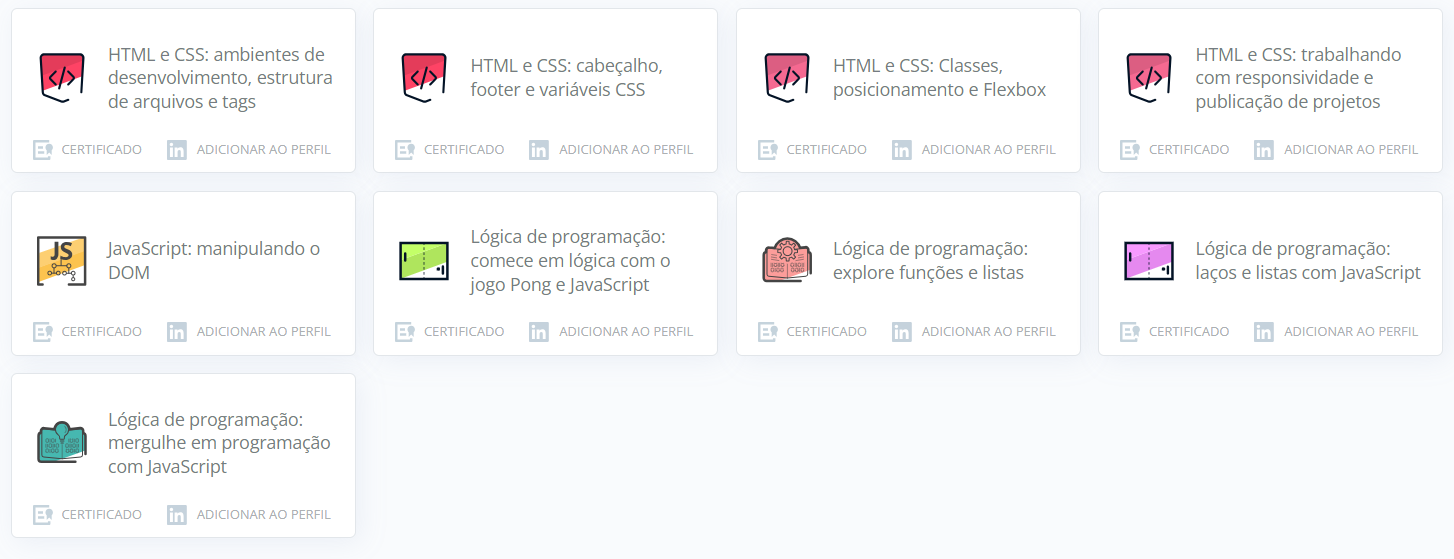 HTML e CSS: ambientes de
desenvolvimento, estrutura
de arquivos e tags
CERTIFICADO
ADICIONAR AO PERFIL
HTML e CSS: cabeçalho,
footer e variáveis CSS
CERTIFICADO
ADICIONAR AO PERFIL
HTML e CSS: Classes,
posicionamento e Flexbox
CERTIFICADO
ADICIONAR AO PERFIL
HTML e CSS: trabalhando
com responsividade e
publicação de projetos
CERTIFICADO
ADICIONAR AO PERFIL
JS
JavaScript: manipulando o
DOM
CERTIFICADO
ADICIONAR AO PERFIL
Lógica de programação:
comece em lógica com o
jogo Pong e JavaScript
CERTIFICADO
ADICIONAR AO PERFIL
Lógica de programação:
explore funções e listas
CERTIFICADO
ADICIONAR AO PERFIL
Lógica de programação:
laços e listas com JavaScript
CERTIFICADO
ADICIONAR AO PERFIL
Lógica de programação:
mergulhe em programação
com JavaScript
CERTIFICADO
ADICIONAR AO PERFIL